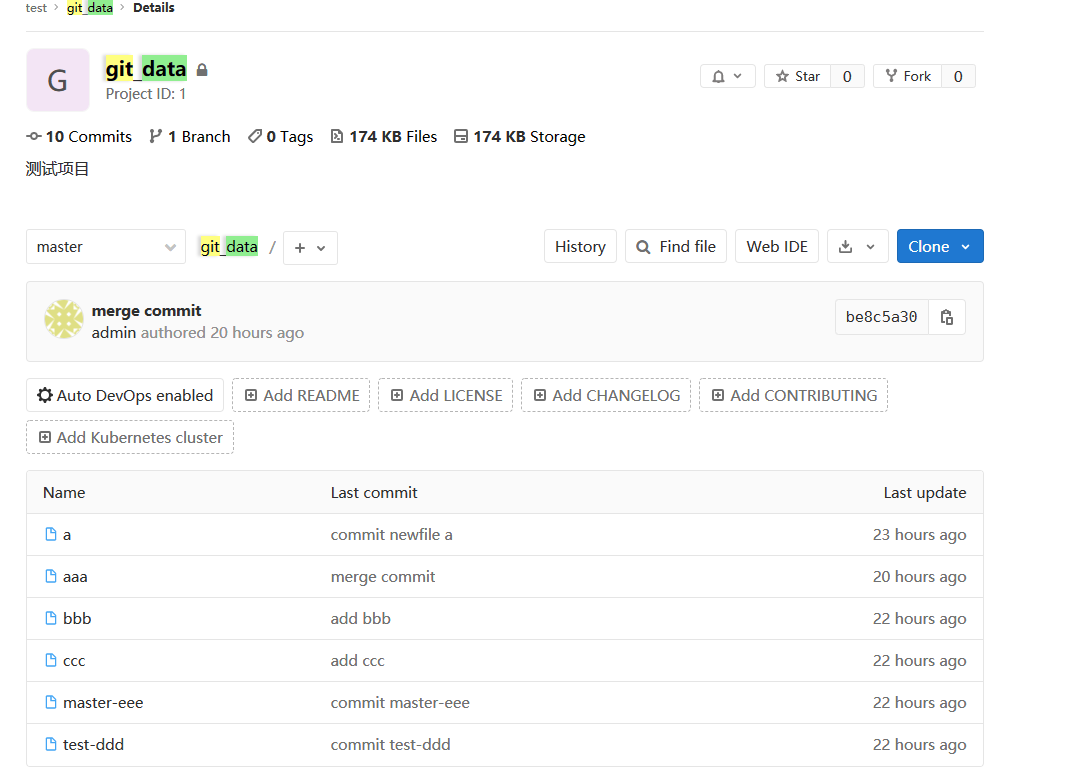 test > git_data > Details
G
git_data
Project ID: 1
Star 0 Fork 0
10 Commits 1 Branch 0 Tags 174 KB Files 174 KB Storage
测试项目
master git_data / + History Find file Web IDE Clone
merge commit
admin authored 20 hours ago
be8c5a30
Auto DevOps enabled Add README Add LICENSE Add CHANGELOG Add CONTRIBUTING
Add Kubernetes cluster
Name Last commit Last update
a commit newfile a 23 hours ago
aaa merge commit 20 hours ago
bbb add bbb 22 hours ago
ccc add ccc 22 hours ago
master-eee commit master-eee 22 hours ago
test-ddd commit test-ddd 22 hours ago